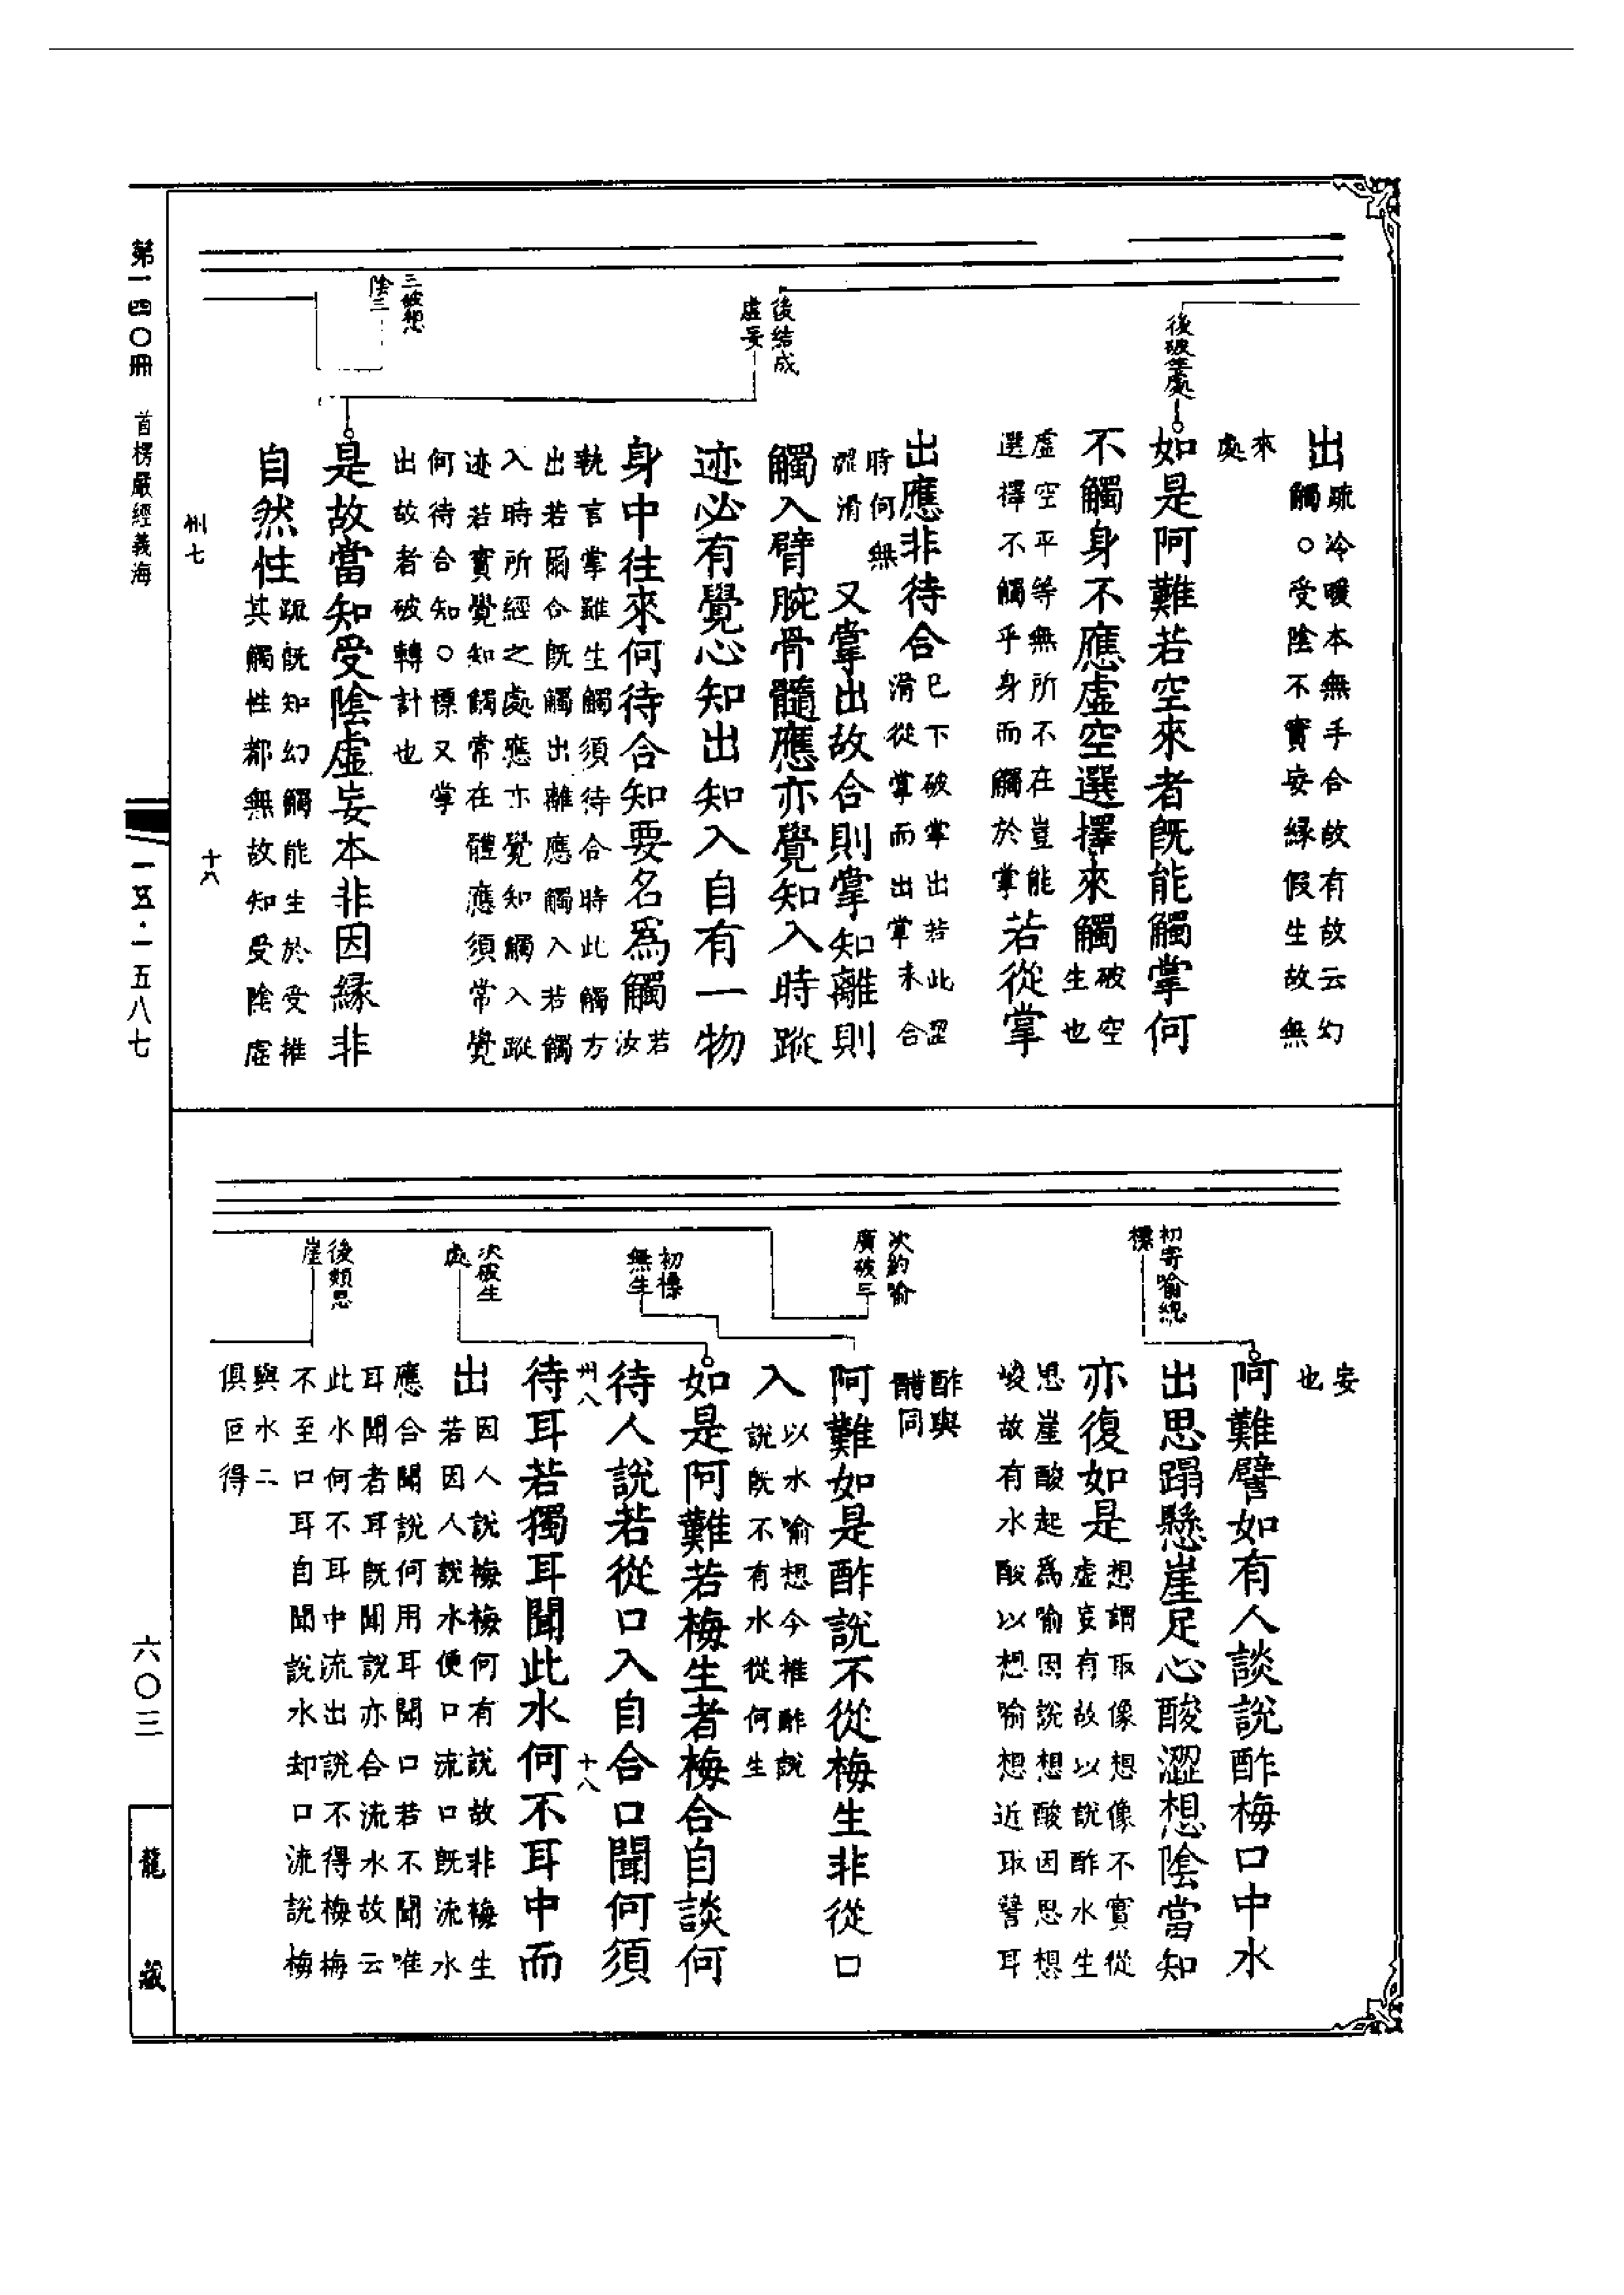 出疏冷暖本無手合故有故云幻
觸○受陰不實妄緣假生故無
來
處
後破等處
如是阿難若空來者旣能觸掌何
不觸身不應虛空選擇來觸破空
生也
虛空平等無所不在豈能
選擇不觸乎身而觸於掌若從掌
出應非待合已下破掌出若此澀
滑從掌而出掌未合
時何無
澀滑又掌出故合則掌知離則
觸入臂腕骨髓應亦覺知入時蹤
後結成
虛妄
迹必有覺心知出知入自有一物
身中往來何待合知要名爲觸若
汝
執言掌雖生觸須待合時此觸方
出若爾合旣觸出離應觸入若觸
入時所經之處應亦覺知觸入蹤
迹若實覺知觸常在體應須常覺
何待合知○標又掌
出故者破轉計也
三破想
陰三
是故當知受陰虛妄本非因緣非
自然性疏旣知幻觸能生於受推
其觸性都無故知受陰虛
州七
十八
妄
也
初寄喻總
標
阿難譬如有人談說酢梅口中水
出思蹋懸崖足心酸澀想陰當知
亦復如是想謂取像想像不實從
虛妄有故以說酢水生
思崖酸起爲喻因說想酸因思想
峻故有水酸以想喻想近取譬耳
酢與
醋同
次約喻
廣破三
阿難如是酢說不從梅生非從口
入以水喻想今推酢說
說旣不有水從何生
初標
無生
如是阿難若梅生者梅合自談何
待人說若從口入自合口聞何須
州八
十八
次破生
處
待耳若獨耳聞此水何不耳中而
出因人說梅梅何有說故非梅生
若因人說水便口流口旣流水
應合聞說何用耳聞口若不聞唯
耳聞者耳旣聞說亦合流水故云
此水何不耳中流出說不得梅梅
不至口耳自聞說水却口流說梅
後類思
崖
與水二
俱叵得
第一四〇冊
首楞嚴經義海
一五·一五八七
六〇三
龍藏